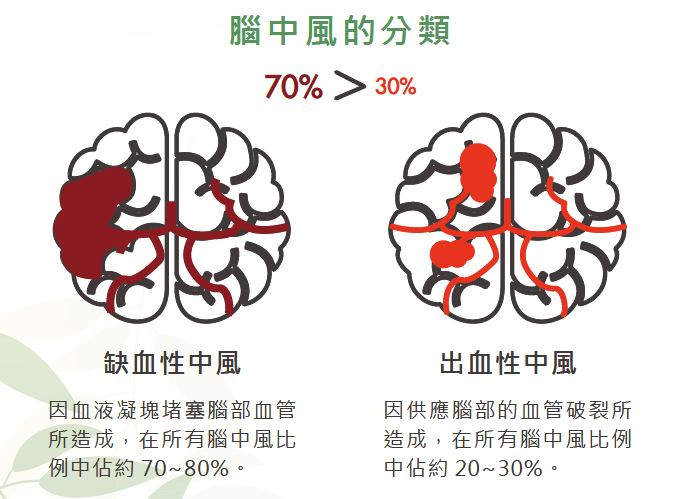 腦中風的分類
70% > 30%
缺血性中風
出血性中風
因血液凝塊堵塞腦部血管
所造成，在所有腦中風比
例中佔約 70~80%。
因供應腦部的血管破裂所
造成，在所有腦中風比例
中佔約 20~30%。